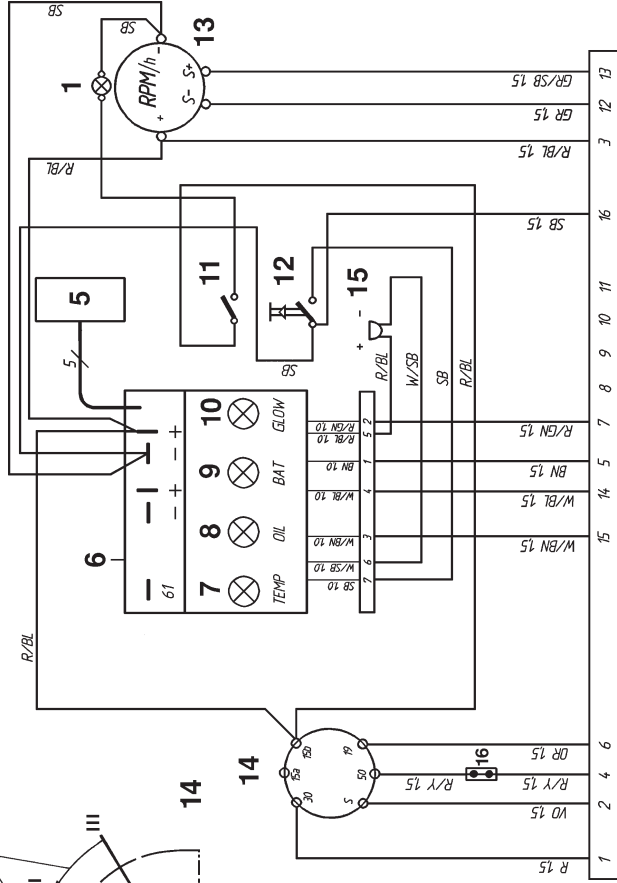 SB
SB
13
1
RPM/h
+
-
S-
S+
GR/SB 1,5
13
GR 1,5
12
R/BL
R/BL 1,5
3
SB 1,5
16
11
12
5
5
15
+
-
11
10
9
8
SB
R/BL
W/SB
SB
R/BL
6
10
9
8
7
GLOW
BAT
OIL
TEMP
- +
- +
61
R/GN 1.0
R/BL 1.0
BN 1.0
W/BL 1.0
W/BN 1.0
W/SB 1.0
SB 1.0
2
5
1
4
3
6
7
R/GN 1,5
7
BN 1,5
5
W/BL 1,5
14
W/BN 1,5
15
R/BL
14
15b
15a
30
19
50
S
OR 1,5
6
16
R/Y 1,5
R/Y 1,5
4
VO 1,5
2
R 1,5
1
14
III
I